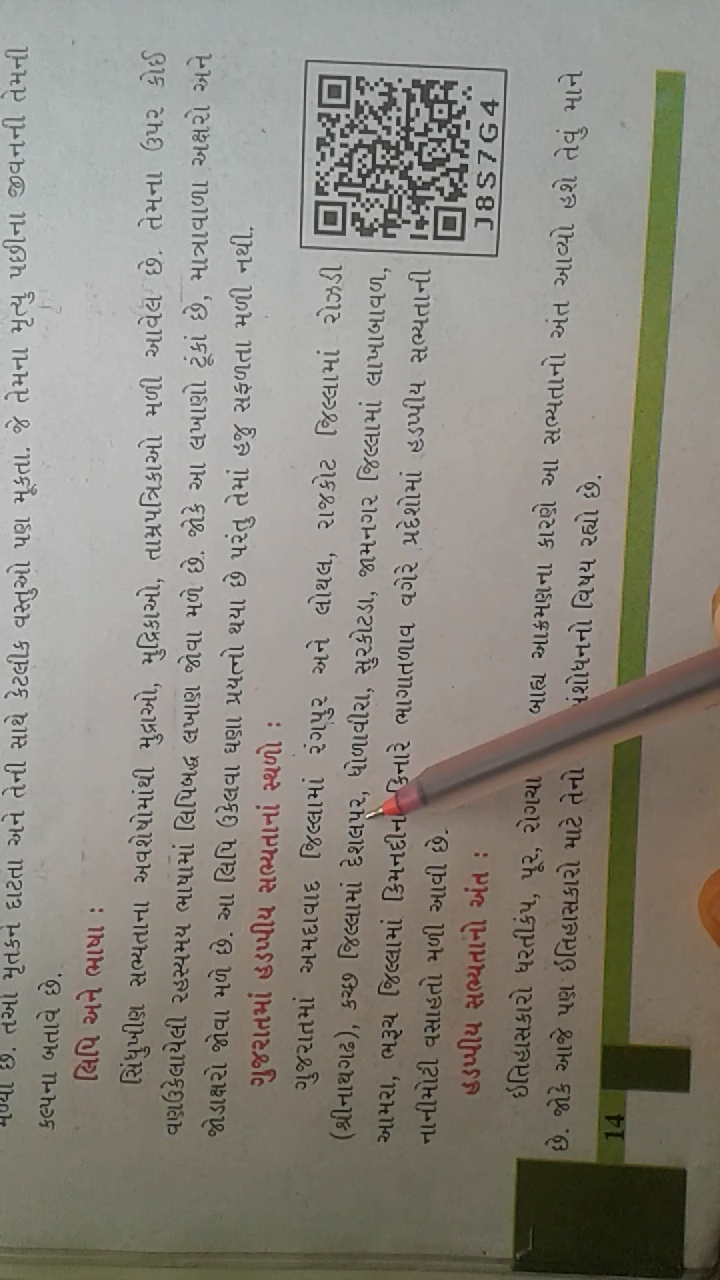 મળ્યા છે. તેઓ મૃતકને દાટતા અને તેની સાથે કેટલીક વસ્તુઓ પણ મૂકતા. જે તેમના મૃત્યુ પછીના જીવનની તેમની
કલ્પના બતાવે છે.
લિપિ અને ભાષા :
સિંધુખીણ સભ્યતાના અવશેષોમાંથી મુદ્રાઓ, મુદ્રિકાઓ, તામ્રપત્રિકાઓ મળી આવેલ છે. તેમના ઉપર કોઈ
વણઉકેલાયેલી રહસ્યમય ભાષામાં લિપિબદ્ધ લખાણ જોવા મળે છે. જોકે આ લખાણો ટૂંકાં છે, માત્રાવાળા અક્ષરો અને
જોડાક્ષરો જોવા મળે છે. આ લિપિ ઉકેલવા ઘણા પ્રયત્નો થયા છે પરંતુ તેમાં હજુ સફળતા મળી નથી.
ગુજરાતમાં હડપ્પીય સભ્યતાનાં સ્થળો :
ગુજરાતમાં અમદાવાદ જિલ્લામાં રંગપુર અને લોથલ, રાજકોટ જિલ્લામાં રોઝડી
(શ્રીનાથગઢ), કચ્છ જિલ્લામાં દેશલપર, ધોળાવીરા, સુરકોટડા, જામનગર જિલ્લામાં લાખાબાવળ,
આમરા, ભરૂચ જિલ્લામાં કિમનદીના કિનારે ભાગાતળાવ વગેરે પ્રદેશોમાં હડપ્પીય સભ્યતાની
નાનીમોટી વસાહતો મળી આવી છે.
J8S7G4
હડપ્પીય સભ્યતાનો અંત :
ઇતિહાસકારો ધરતીકંપ, પૂર, રોગચા બાહ્ય આક્રમણના કારણે આ સભ્યતાનો અંત આવ્યો હશે તેવું માને
છે. જોકે આજે પણ ઇતિહાસકારો માટે તેનો સંશોધનનો વિષય રહ્યો છે.
14